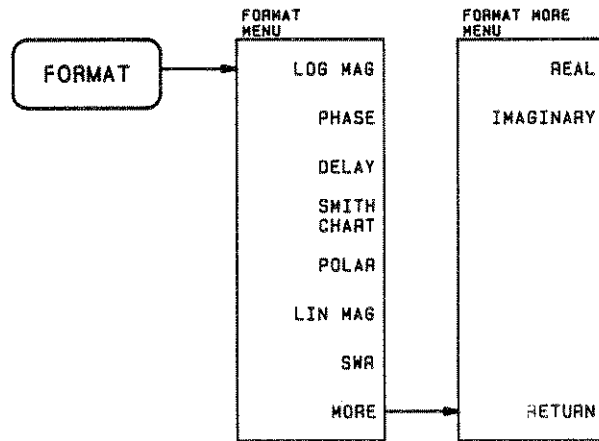 FORMAT
FORMAT
MENU
LOG MAG
PHASE
DELAY
SMITH
CHART
POLAR
LIN MAG
SWR
MORE
FORMAT MORE
MENU
REAL
IMAGINARY
RETURN